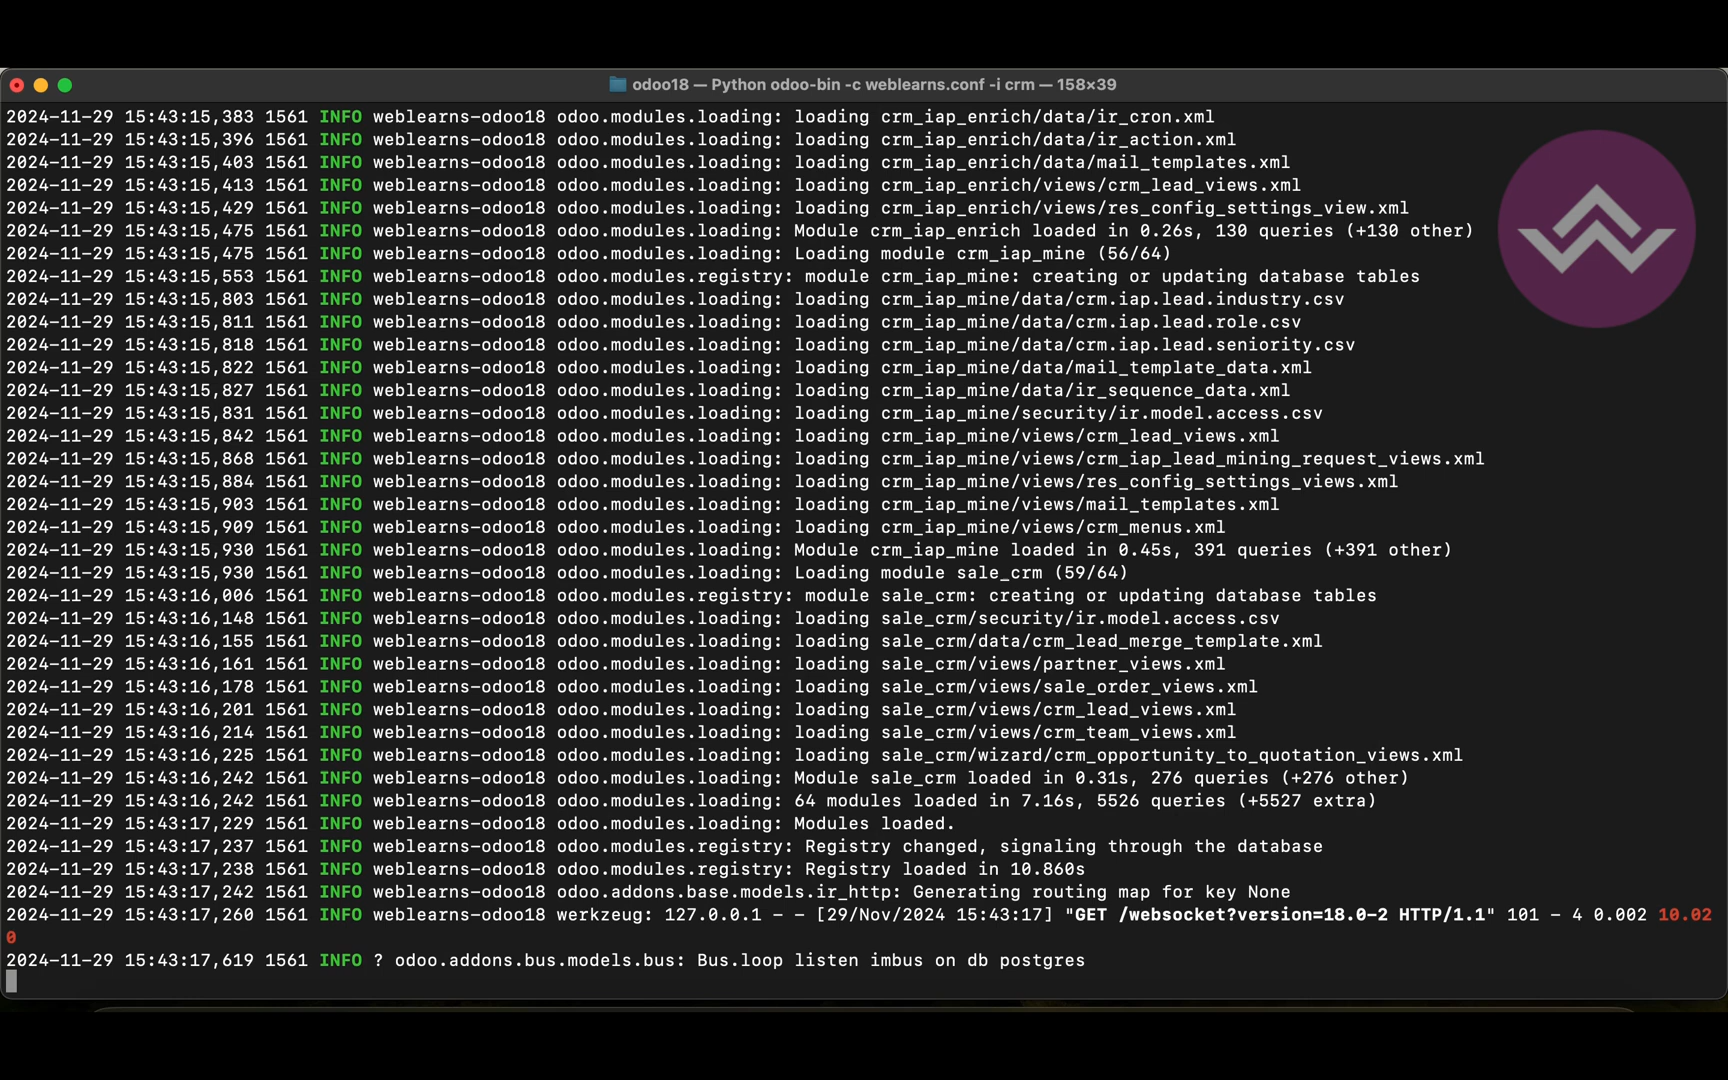 odoo18 — Python odoo-bin -c weblearns.conf -i crm — 158×39
2024-11-29 15:43:15,383 1561 INFO weblearns-odoo18 odoo.modules.loading: loading crm_iap_enrich/data/ir_cron.xml
2024-11-29 15:43:15,396 1561 INFO weblearns-odoo18 odoo.modules.loading: loading crm_iap_enrich/data/ir_action.xml
2024-11-29 15:43:15,403 1561 INFO weblearns-odoo18 odoo.modules.loading: loading crm_iap_enrich/data/mail_templates.xml
2024-11-29 15:43:15,413 1561 INFO weblearns-odoo18 odoo.modules.loading: loading crm_iap_enrich/views/crm_lead_views.xml
2024-11-29 15:43:15,429 1561 INFO weblearns-odoo18 odoo.modules.loading: loading crm_iap_enrich/views/res_config_settings_view.xml
2024-11-29 15:43:15,475 1561 INFO weblearns-odoo18 odoo.modules.loading: Module crm_iap_enrich loaded in 0.26s, 130 queries (+130 other)
2024-11-29 15:43:15,475 1561 INFO weblearns-odoo18 odoo.modules.loading: Loading module crm_iap_mine (56/64)
2024-11-29 15:43:15,553 1561 INFO weblearns-odoo18 odoo.modules.registry: module crm_iap_mine: creating or updating database tables
2024-11-29 15:43:15,803 1561 INFO weblearns-odoo18 odoo.modules.loading: loading crm_iap_mine/data/crm.iap.lead.industry.csv
2024-11-29 15:43:15,811 1561 INFO weblearns-odoo18 odoo.modules.loading: loading crm_iap_mine/data/crm.iap.lead.role.csv
2024-11-29 15:43:15,818 1561 INFO weblearns-odoo18 odoo.modules.loading: loading crm_iap_mine/data/crm.iap.lead.seniority.csv
2024-11-29 15:43:15,822 1561 INFO weblearns-odoo18 odoo.modules.loading: loading crm_iap_mine/data/mail_template_data.xml
2024-11-29 15:43:15,827 1561 INFO weblearns-odoo18 odoo.modules.loading: loading crm_iap_mine/data/ir_sequence_data.xml
2024-11-29 15:43:15,831 1561 INFO weblearns-odoo18 odoo.modules.loading: loading crm_iap_mine/security/ir.model.access.csv
2024-11-29 15:43:15,842 1561 INFO weblearns-odoo18 odoo.modules.loading: loading crm_iap_mine/views/crm_lead_views.xml
2024-11-29 15:43:15,868 1561 INFO weblearns-odoo18 odoo.modules.loading: loading crm_iap_mine/views/crm_iap_lead_mining_request_views.xml
2024-11-29 15:43:15,884 1561 INFO weblearns-odoo18 odoo.modules.loading: loading crm_iap_mine/views/res_config_settings_views.xml
2024-11-29 15:43:15,903 1561 INFO weblearns-odoo18 odoo.modules.loading: loading crm_iap_mine/views/mail_templates.xml
2024-11-29 15:43:15,909 1561 INFO weblearns-odoo18 odoo.modules.loading: loading crm_iap_mine/views/crm_menus.xml
2024-11-29 15:43:15,930 1561 INFO weblearns-odoo18 odoo.modules.loading: Module crm_iap_mine loaded in 0.45s, 391 queries (+391 other)
2024-11-29 15:43:15,930 1561 INFO weblearns-odoo18 odoo.modules.loading: Loading module sale_crm (59/64)
2024-11-29 15:43:16,006 1561 INFO weblearns-odoo18 odoo.modules.registry: module sale_crm: creating or updating database tables
2024-11-29 15:43:16,148 1561 INFO weblearns-odoo18 odoo.modules.loading: loading sale_crm/security/ir.model.access.csv
2024-11-29 15:43:16,155 1561 INFO weblearns-odoo18 odoo.modules.loading: loading sale_crm/data/crm_lead_merge_template.xml
2024-11-29 15:43:16,161 1561 INFO weblearns-odoo18 odoo.modules.loading: loading sale_crm/views/partner_views.xml
2024-11-29 15:43:16,178 1561 INFO weblearns-odoo18 odoo.modules.loading: loading sale_crm/views/sale_order_views.xml
2024-11-29 15:43:16,201 1561 INFO weblearns-odoo18 odoo.modules.loading: loading sale_crm/views/crm_lead_views.xml
2024-11-29 15:43:16,214 1561 INFO weblearns-odoo18 odoo.modules.loading: loading sale_crm/views/crm_team_views.xml
2024-11-29 15:43:16,225 1561 INFO weblearns-odoo18 odoo.modules.loading: loading sale_crm/wizard/crm_opportunity_to_quotation_views.xml
2024-11-29 15:43:16,242 1561 INFO weblearns-odoo18 odoo.modules.loading: Module sale_crm loaded in 0.31s, 276 queries (+276 other)
2024-11-29 15:43:16,242 1561 INFO weblearns-odoo18 odoo.modules.loading: 64 modules loaded in 7.16s, 5526 queries (+5527 extra)
2024-11-29 15:43:17,229 1561 INFO weblearns-odoo18 odoo.modules.loading: Modules loaded.
2024-11-29 15:43:17,237 1561 INFO weblearns-odoo18 odoo.modules.registry: Registry changed, signaling through the database
2024-11-29 15:43:17,238 1561 INFO weblearns-odoo18 odoo.modules.registry: Registry loaded in 10.860s
2024-11-29 15:43:17,242 1561 INFO weblearns-odoo18 odoo.addons.base.models.ir_http: Generating routing map for key None
2024-11-29 15:43:17,260 1561 INFO weblearns-odoo18 werkzeug: 127.0.0.1 - - [29/Nov/2024 15:43:17] "GET /websocket?version=18.0-2 HTTP/1.1" 101 - 4 0.002 10.02
0
2024-11-29 15:43:17,619 1561 INFO ? odoo.addons.bus.models.bus: Bus.loop listen imbus on db postgres